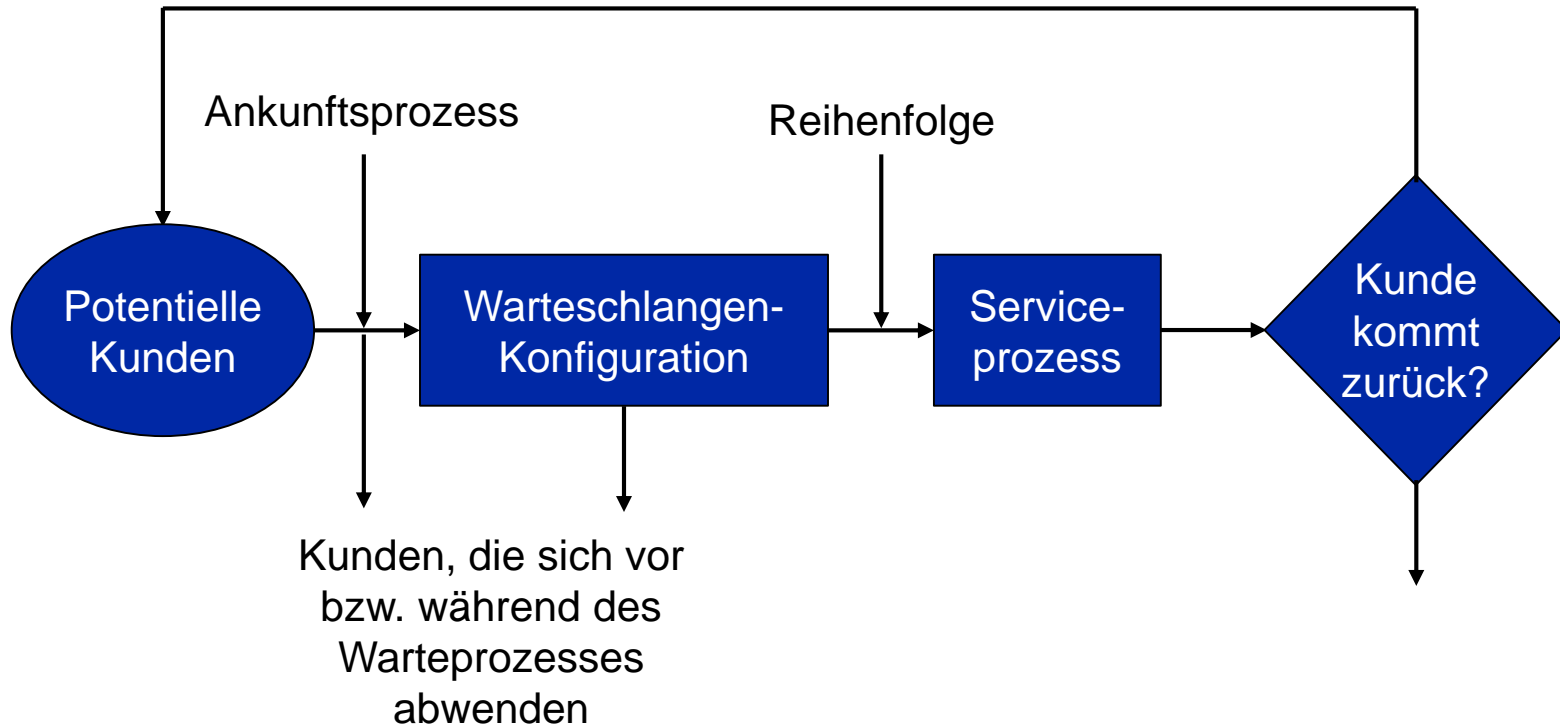 Ankunftsprozess
Reihenfolge
Potentielle
Kunden
Warteschlangen-
Konfiguration
Service-
prozess
Kunde
kommt
zurück?
Kunden, die sich vor
bzw. während des
Warteprozesses
abwenden